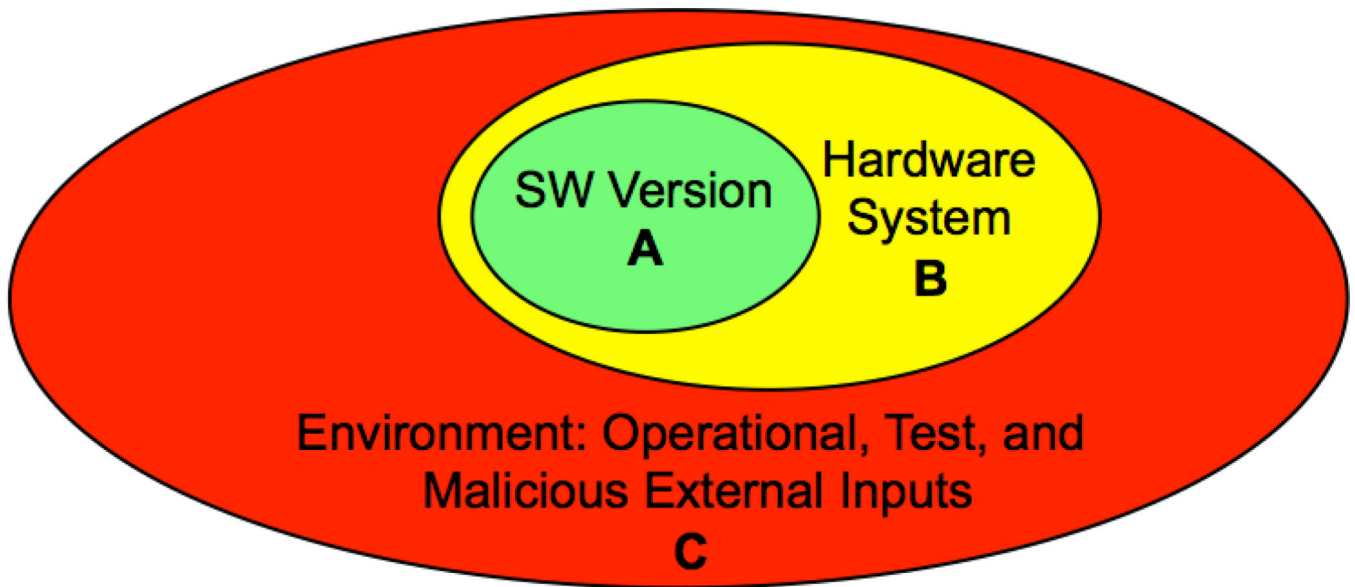 SW Version
A
Hardware
System
B
Environment: Operational, Test, and
Malicious External Inputs
C